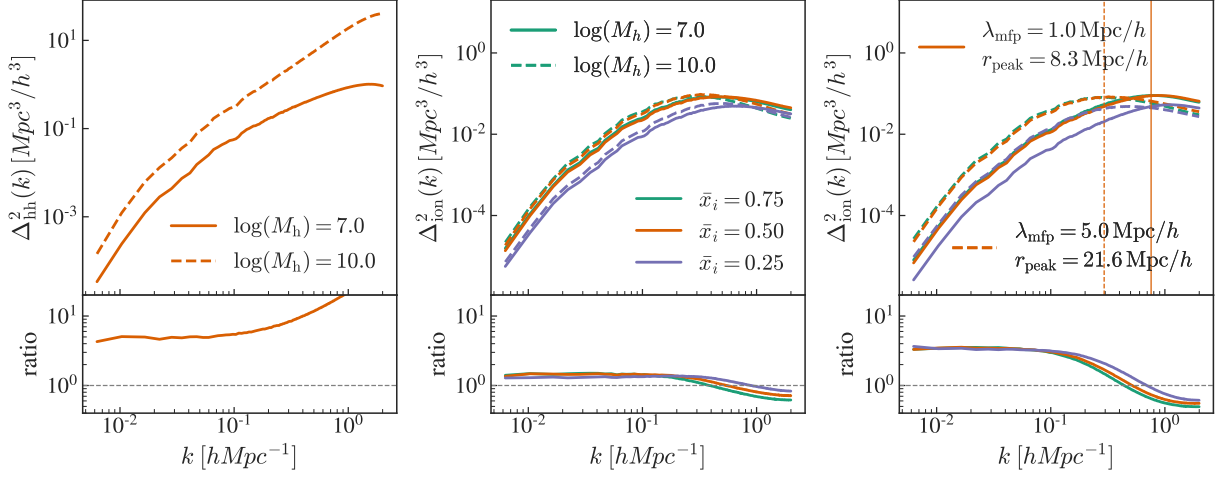 Δ²_hh(k) [Mpc³/h³]
10¹
10⁻¹
10⁻³
log(M_h) = 7.0
log(M_h) = 10.0
ratio
10¹
10⁰
10⁻² 10⁻¹ 10⁰
k [hMpc⁻¹]
Δ²_ion(k) [Mpc³/h³]
10⁰
10⁻²
10⁻⁴
log(M_h) = 7.0
log(M_h) = 10.0
x̄_i = 0.75
x̄_i = 0.50
x̄_i = 0.25
ratio
10¹
10⁰
10⁻² 10⁻¹ 10⁰
k [hMpc⁻¹]
Δ²_ion(k) [Mpc³/h³]
10⁰
10⁻²
10⁻⁴
λ_mfp = 1.0 Mpc/h
r_peak = 8.3 Mpc/h
λ_mfp = 5.0 Mpc/h
r_peak = 21.6 Mpc/h
ratio
10¹
10⁰
10⁻² 10⁻¹ 10⁰
k [hMpc⁻¹]